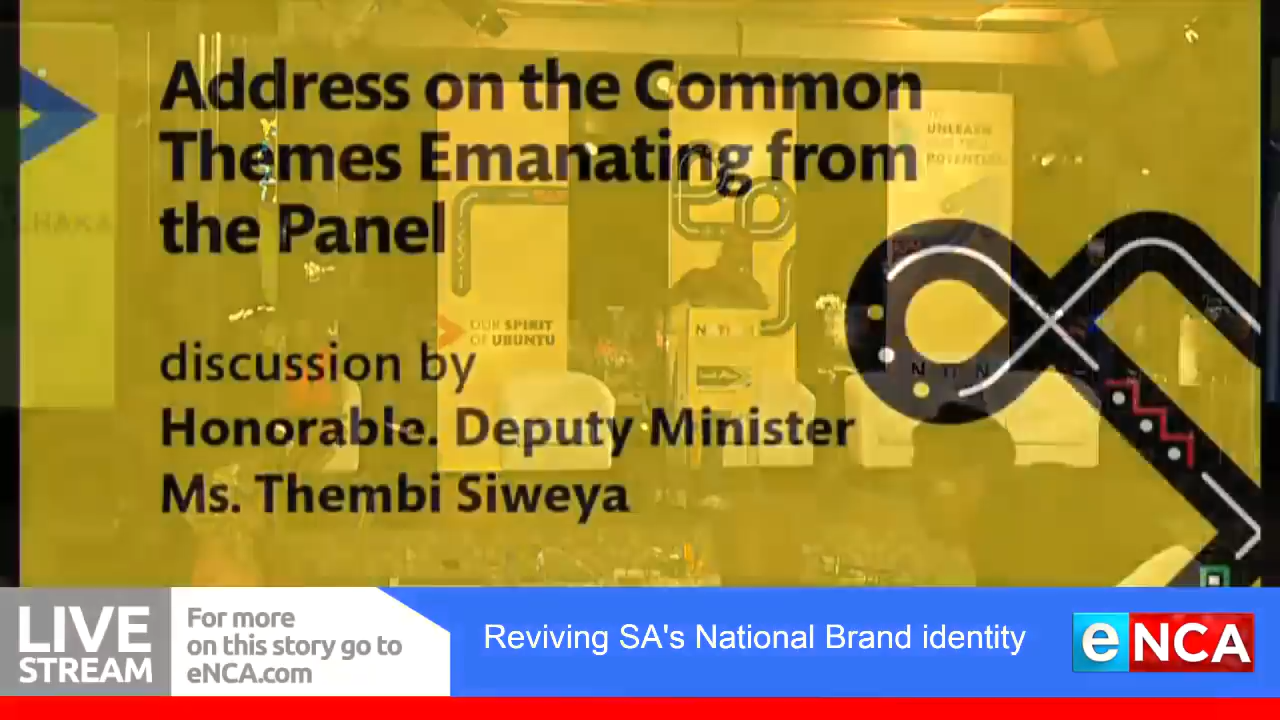 Address on the Common
Themes Emanating from
the Panel
discussion by
Honorable. Deputy Minister
Ms. Thembi Siweya
UNLEASH
OUR SPIRIT
OF UBUNTU
LIVE
STREAM
For more
on this story go to
eNCA.com
Reviving SA's National Brand identity
eNCA